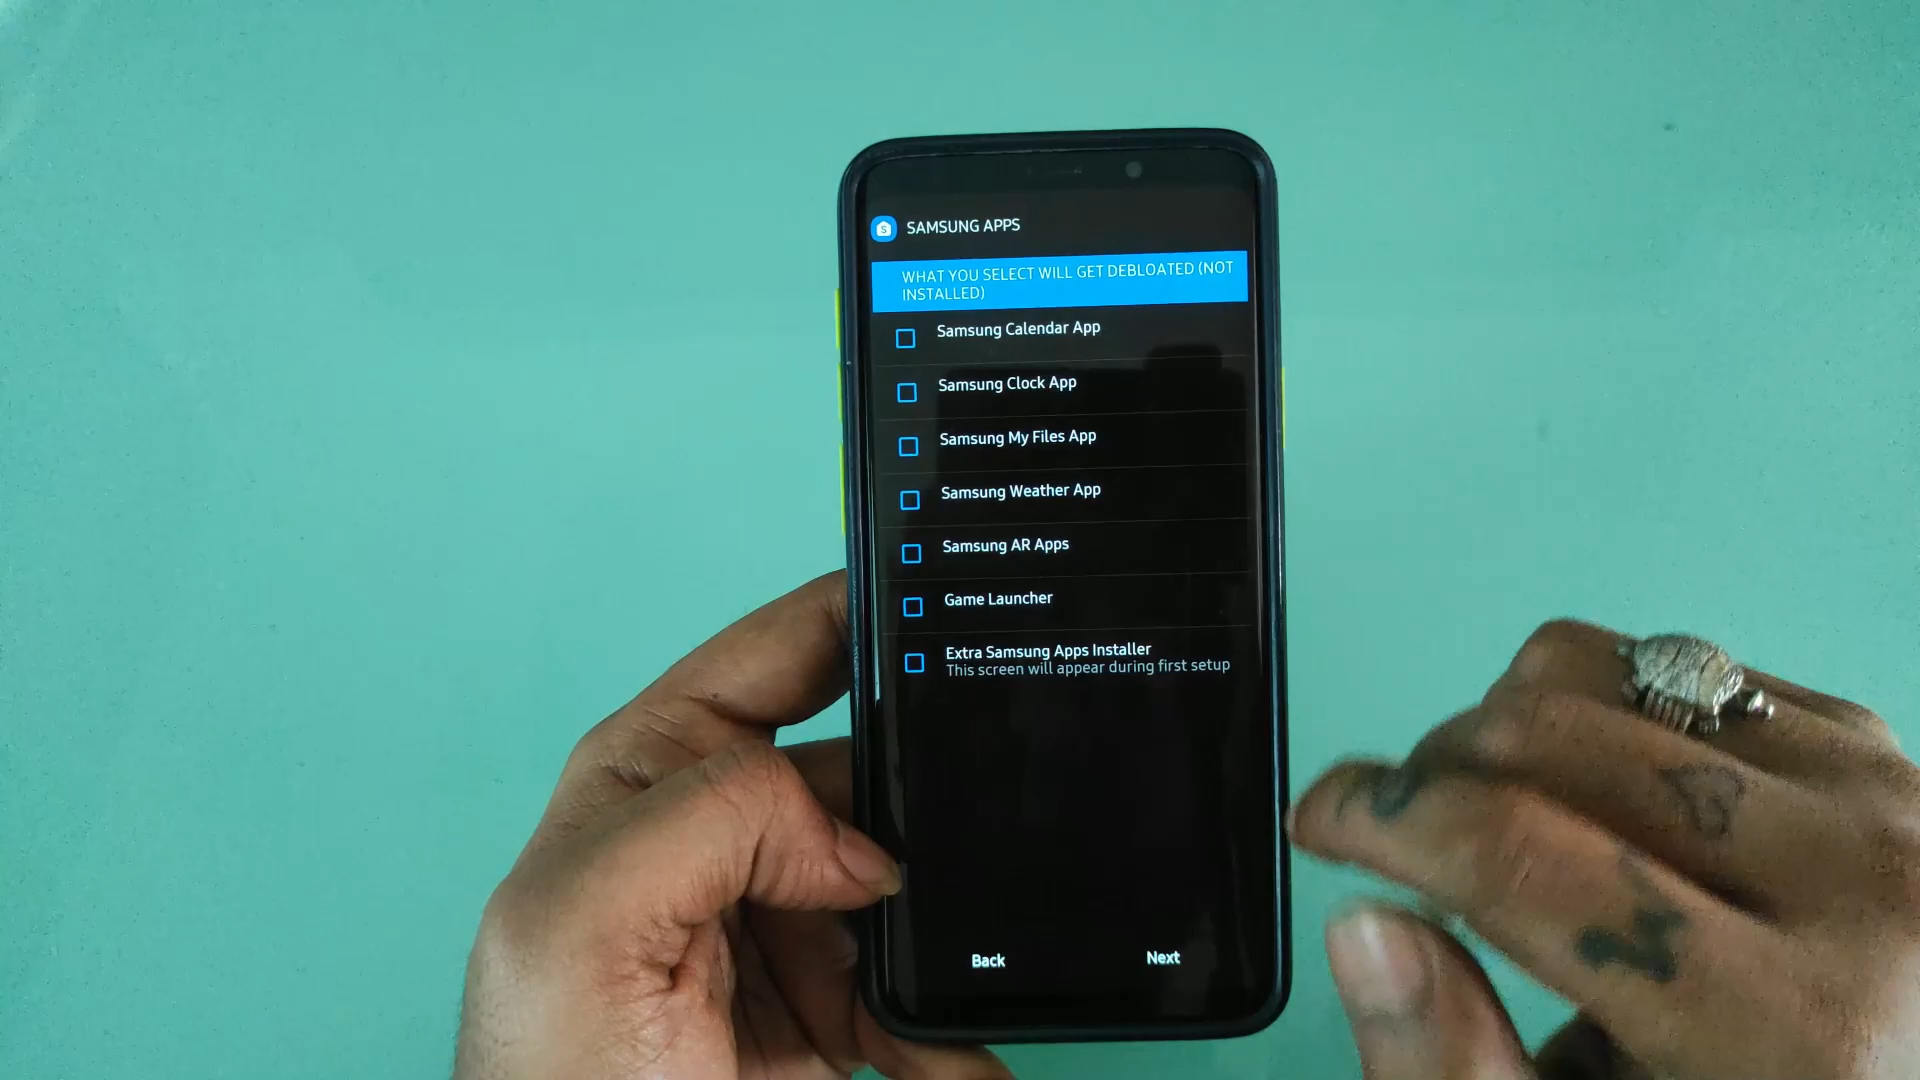 S
SAMSUNG APPS
WHAT YOU SELECT WILL GET DEBLOATED (NOT
INSTALLED)
Samsung Calendar App
Samsung Clock App
Samsung My Files App
Samsung Weather App
Samsung AR Apps
Game Launcher
Extra Samsung Apps Installer
This screen will appear during first setup
Back Next